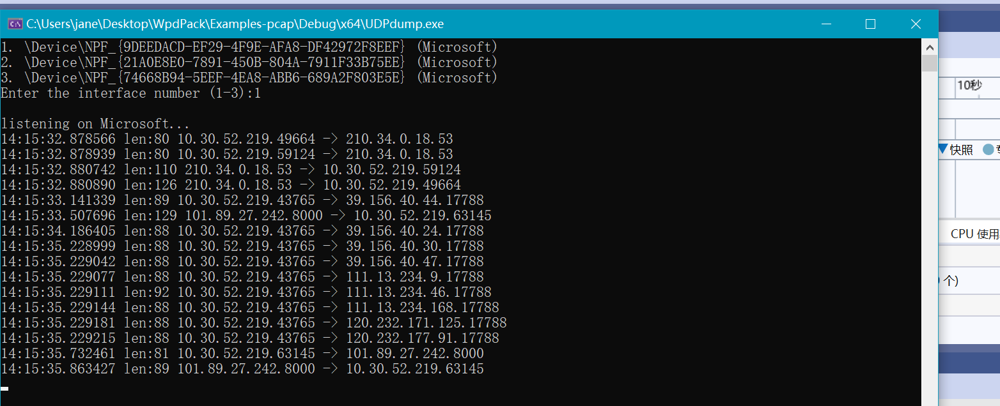 C:\Users\jane\Desktop\WpdPack\Examples-pcap\Debug\x64\UDPdump.exe
1. \Device\NPF_{9DEEDACD-EF29-4F9E-AFA8-DF42972F8EEF} (Microsoft)
2. \Device\NPF_{21A0E8E0-7891-450B-804A-7911F33B75EE} (Microsoft)
3. \Device\NPF_{74668B94-5EEF-4EA8-ABB6-689A2F803E5E} (Microsoft)
Enter the interface number (1-3):1
listening on Microsoft...
14:15:32.878566 len:80 10.30.52.219.49664 -> 210.34.0.18.53
14:15:32.878939 len:80 10.30.52.219.59124 -> 210.34.0.18.53
14:15:32.880742 len:110 210.34.0.18.53 -> 10.30.52.219.59124
14:15:32.880890 len:126 210.34.0.18.53 -> 10.30.52.219.49664
14:15:33.141339 len:89 10.30.52.219.43765 -> 39.156.40.44.17788
14:15:33.507696 len:129 101.89.27.242.8000 -> 10.30.52.219.63145
14:15:34.186405 len:88 10.30.52.219.43765 -> 39.156.40.24.17788
14:15:35.228999 len:88 10.30.52.219.43765 -> 39.156.40.30.17788
14:15:35.229042 len:88 10.30.52.219.43765 -> 39.156.40.47.17788
14:15:35.229077 len:88 10.30.52.219.43765 -> 111.13.234.9.17788
14:15:35.229111 len:92 10.30.52.219.43765 -> 111.13.234.46.17788
14:15:35.229144 len:88 10.30.52.219.43765 -> 111.13.234.168.17788
14:15:35.229181 len:88 10.30.52.219.43765 -> 120.232.171.125.17788
14:15:35.229215 len:88 10.30.52.219.43765 -> 120.232.177.91.17788
14:15:35.732461 len:81 10.30.52.219.63145 -> 101.89.27.242.8000
14:15:35.863427 len:89 101.89.27.242.8000 -> 10.30.52.219.63145
10秒
快照
CPU 使用
个)